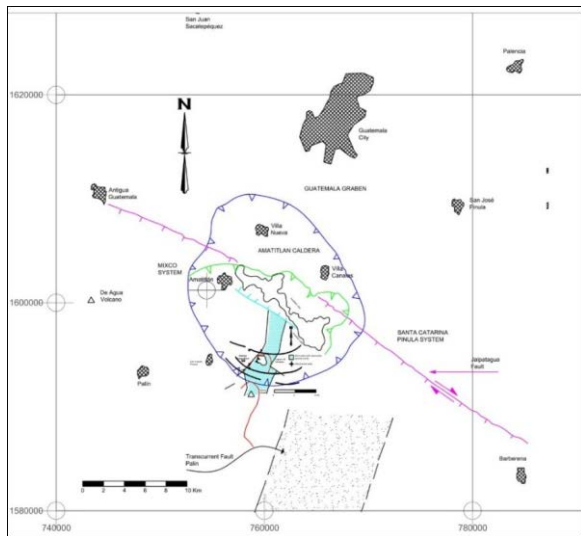 San Juan
Sacatepéquez
Palencia
1620000
N
Guatemala
City
Antigua
Guatemala
GUATEMALA GRABEN
San José
Pinula
Villa
Nueva
AMATITLAN CALDERA
MIXCO
SYSTEM
Villa
Canales
Amatitlan
De Agua
Volcano
1600000
SANTA CATARINA
PINULA SYSTEM
Jalpatagua
Fault
Palin
Transcurrent Fault
Palin
Barberena
0 2 4 6 8 10 Km
1580000
740000
760000
780000